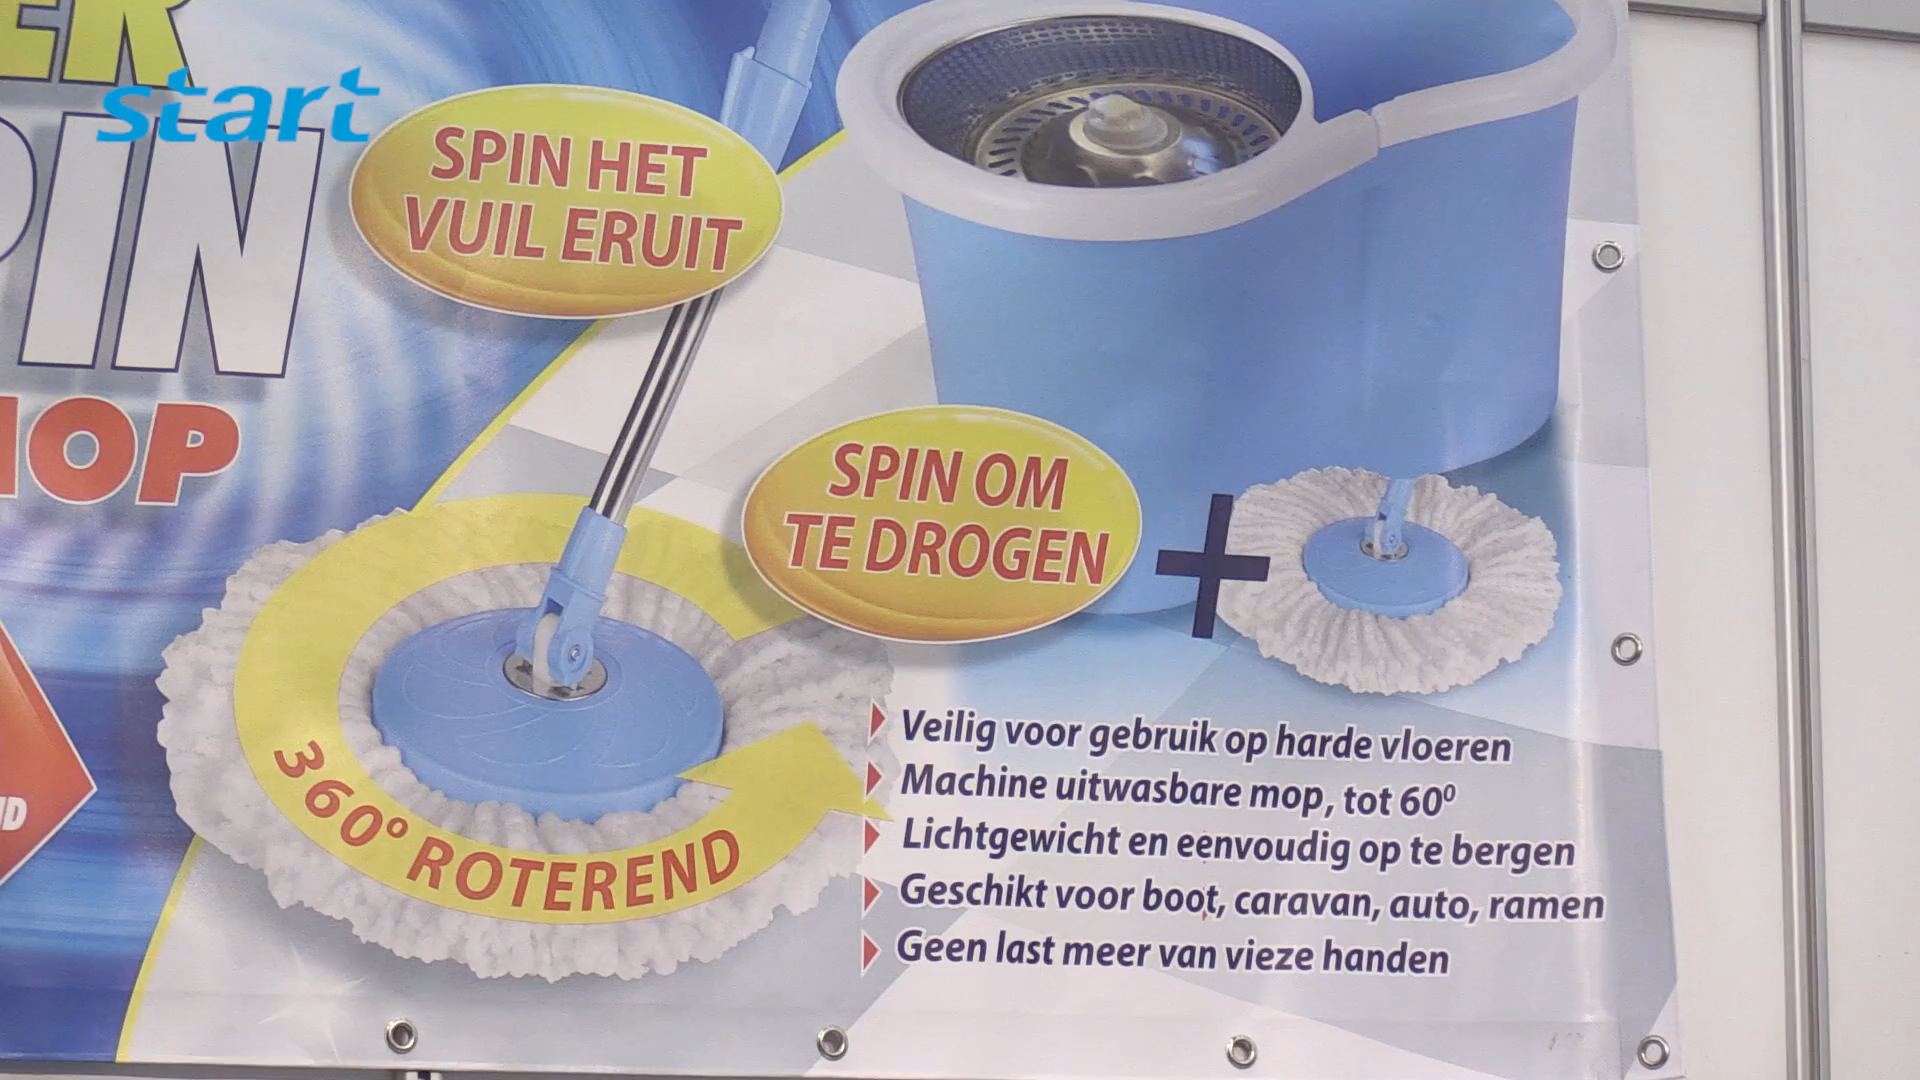 start
SPIN HET
VUIL ERUIT
MOP
SPIN OM
TE DROGEN
360° ROTEREND
Veilig voor gebruik op harde vloeren
Machine uitwasbare mop, tot 60⁰
Lichtgewicht en eenvoudig op te bergen
Geschikt voor boot, caravan, auto, ramen
Geen last meer van vieze handen